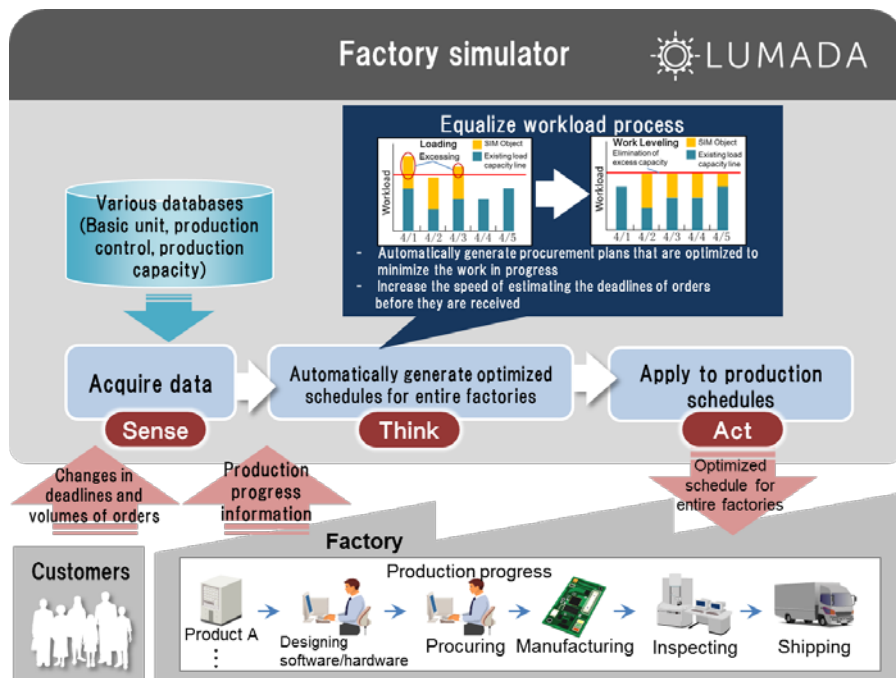 Factory simulator
LUMADA
Equalize workload process
Loading
Excessing
SIM Object
Existing load
capacity line
Workload
4/1 4/2 4/3 4/4 4/5
Work Leveling
Elimination of
excess capacity
SIM Object
Existing load
capacity line
Workload
4/1 4/2 4/3 4/4 4/5
- Automatically generate procurement plans that are optimized to
minimize the work in progress
- Increase the speed of estimating the deadlines of orders
before they are received
Various databases
(Basic unit, production
control, production
capacity)
Acquire data
Sense
Automatically generate optimized
schedules for entire factories
Think
Apply to production
schedules
Act
Changes in
deadlines and
volumes of orders
Production
progress
information
Optimized
schedule for
entire factories
Customers
Factory
Production progress
Product A
⋮
Designing
software/hardware
Procuring
Manufacturing
Inspecting
Shipping